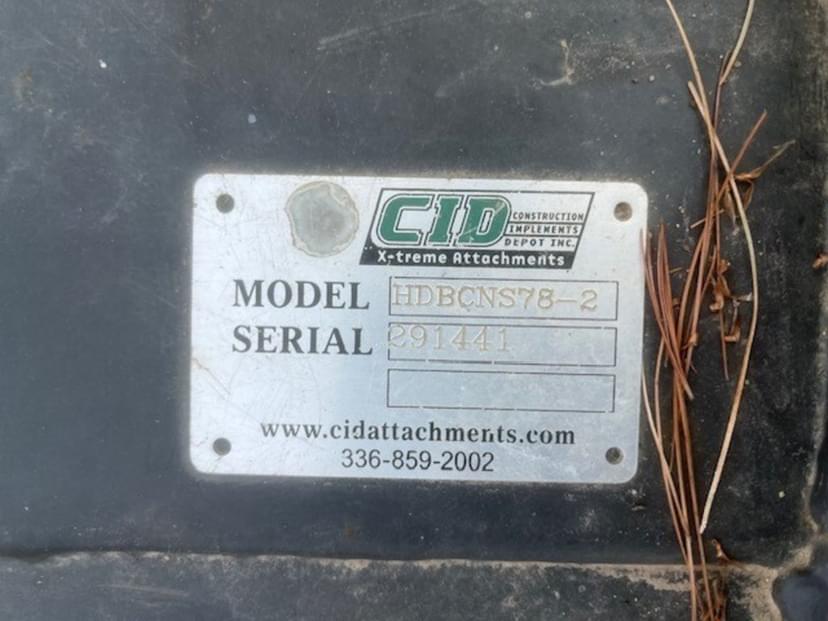 CID
CONSTRUCTION
IMPLEMENTS
DEPOT INC.
X-treme Attachments
MODEL HDBCNS78-2
SERIAL 291441
www.cidattachments.com
336-859-2002